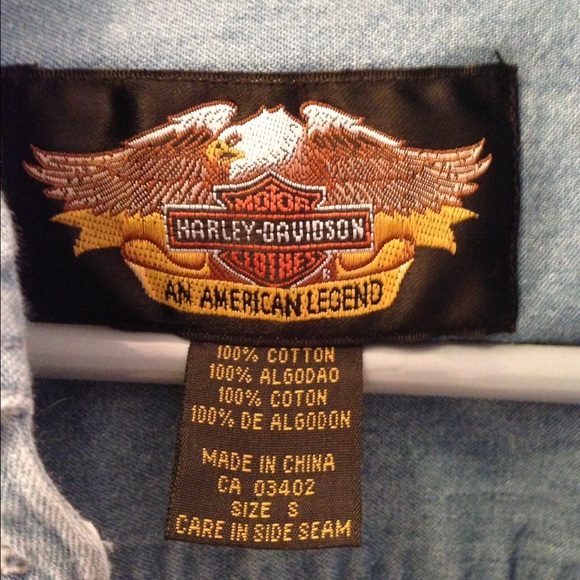 MOTOR
HARLEY-DAVIDSON
CLOTHES
®
AN AMERICAN LEGEND
100% COTTON
100% ALGODAO
100% COTON
100% DE ALGODON
MADE IN CHINA
CA 03402
SIZE S
CARE IN SIDE SEAM